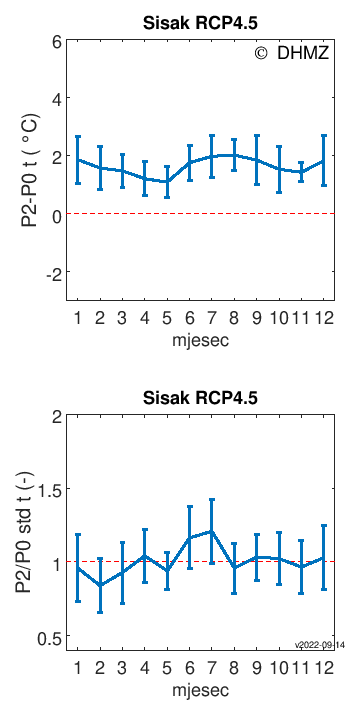 Sisak RCP4.5
© DHMZ
P2-P0 t ( °C)
6
4
2
0
-2
1 2 3 4 5 6 7 8 9 10 11 12
mjesec
Sisak RCP4.5
P2/P0 std t (-)
2
1.5
1
0.5
v2022-09-14
1 2 3 4 5 6 7 8 9 10 11 12
mjesec